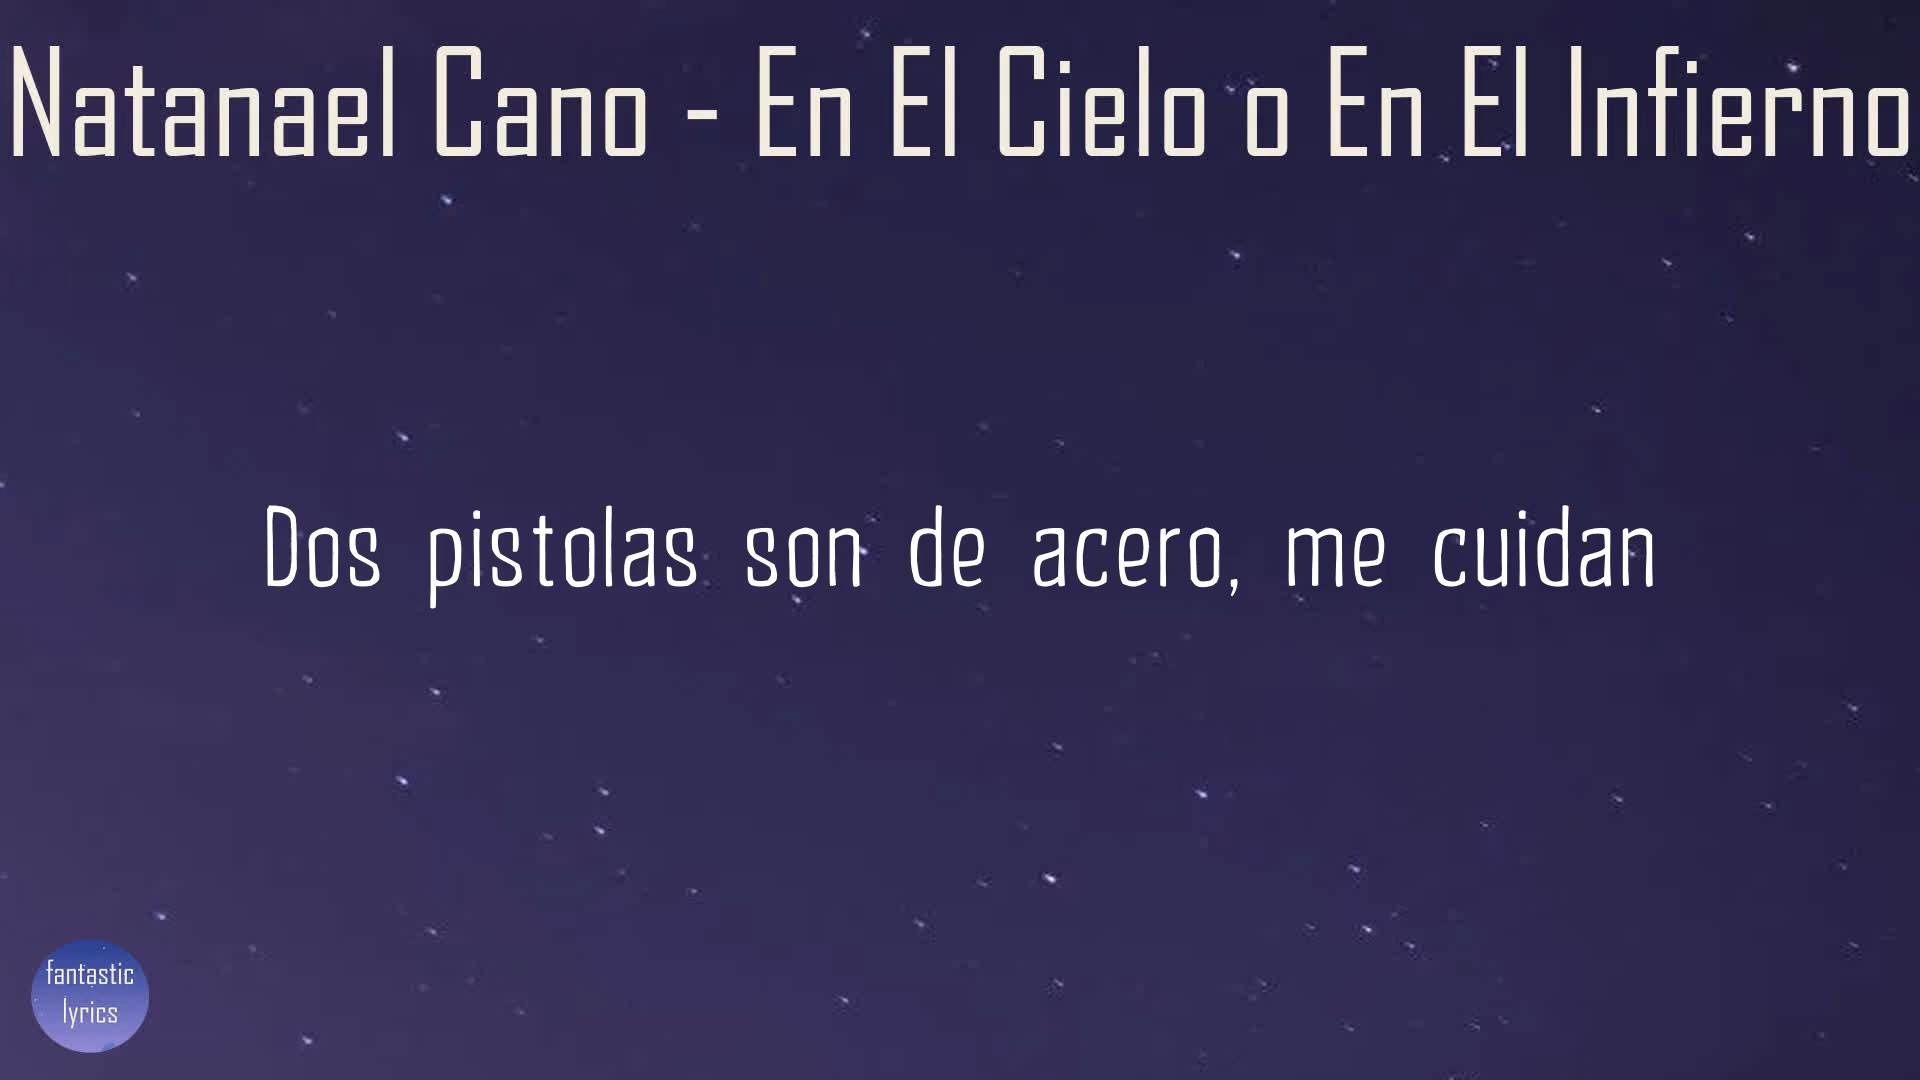 Natanael Cano - En El Cielo o En El Infierno
Dos pistolas son de acero, me cuidan
fantastic
lyrics